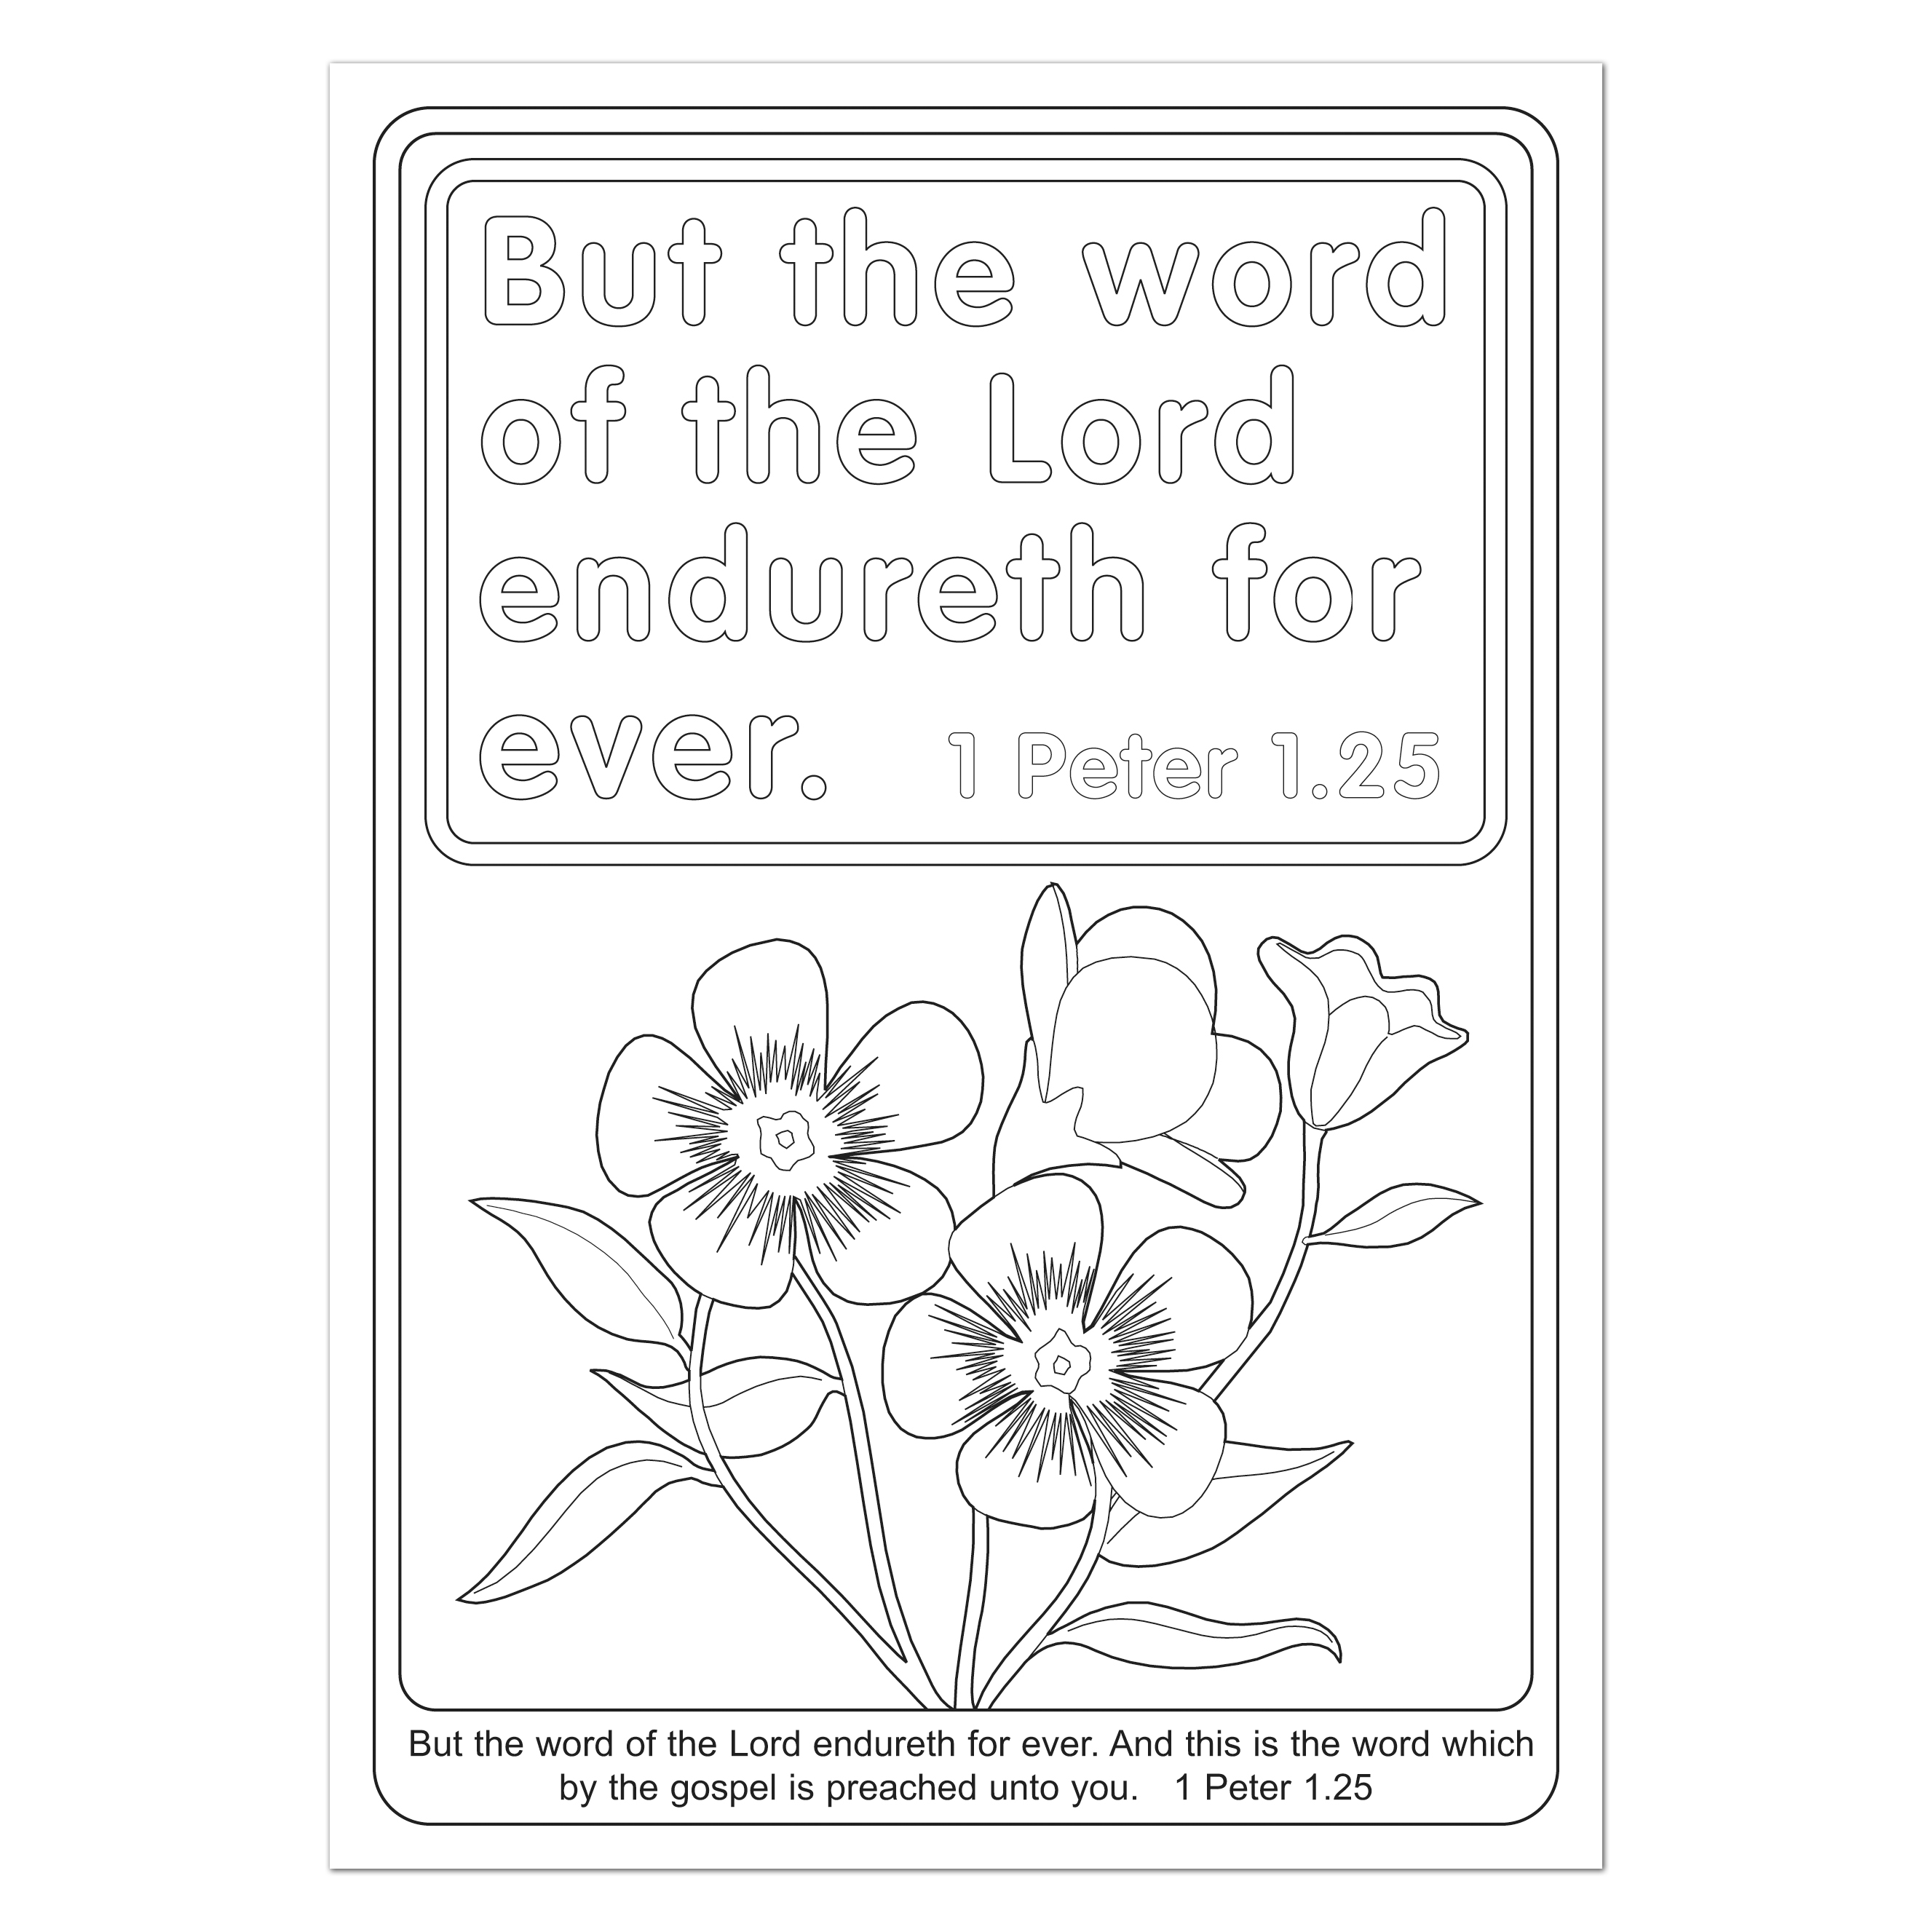 But the word
of the Lord
endureth for
ever. 1 Peter 1.25
But the word of the Lord endureth for ever. And this is the word which
by the gospel is preached unto you. 1 Peter 1.25